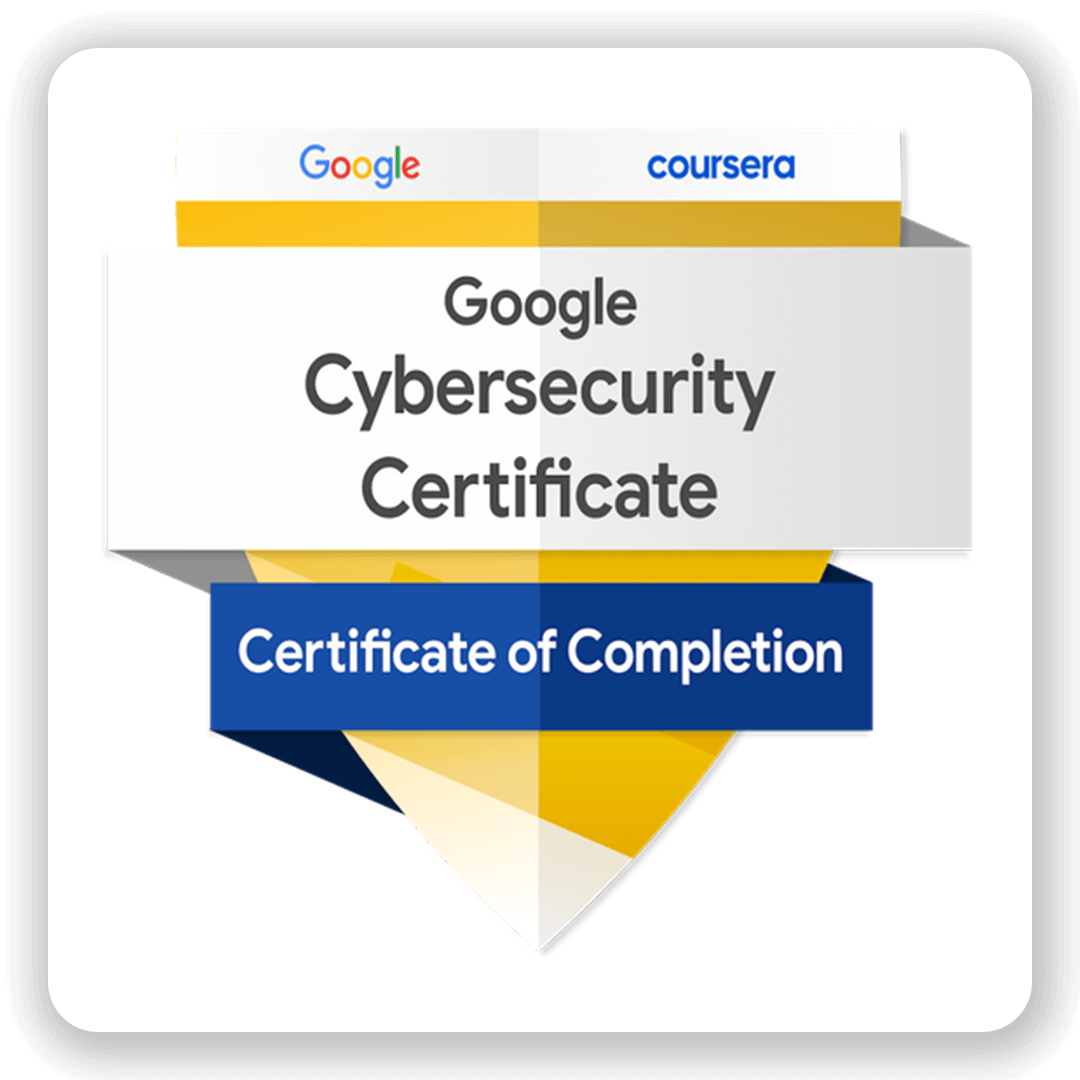 Google coursera
Google
Cybersecurity
Certificate
Certificate of Completion